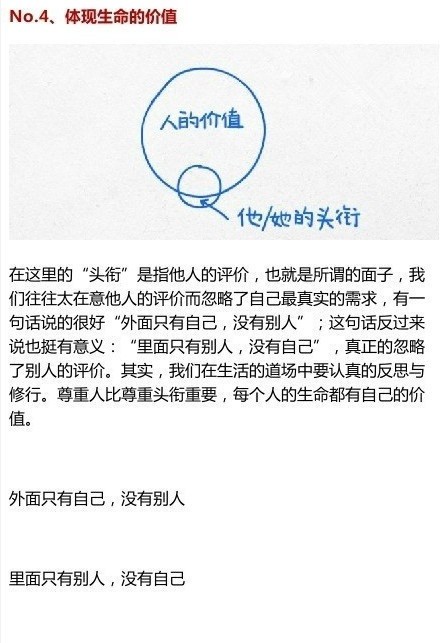 No.4、体现生命的价值
人的价值
他/她的头衔
在这里的“头衔”是指他人的评价，也就是所谓的面子，我
们往往太在意他人的评价而忽略了自己最真实的需求，有一
句话说的很好“外面只有自己，没有别人”；这句话反过来
说也挺有意义：“里面只有别人，没有自己”，真正的忽略
了别人的评价。其实，我们在生活的道场中要认真的反思与
修行。尊重人比尊重头衔重要，每个人的生命都有自己的价
值。
外面只有自己，没有别人
里面只有别人，没有自己